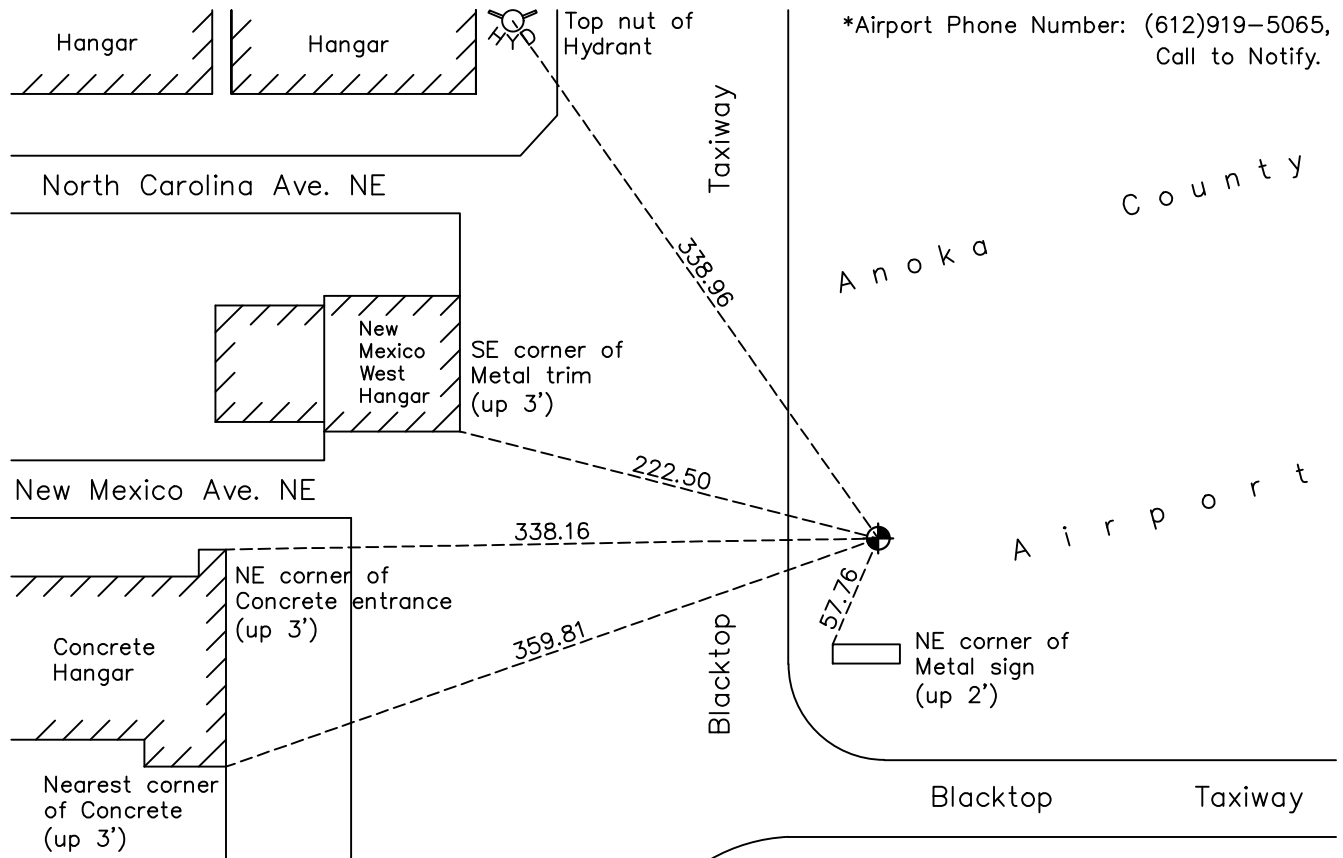 Hangar
Hangar
HYD
Top nut of
Hydrant
*Airport Phone Number: (612)919-5065,
Call to Notify.
Taxiway
North Carolina Ave. NE
Anoka County
338.96
New
Mexico
West
Hangar
SE corner of
Metal trim
(up 3')
222.50
New Mexico Ave. NE
338.16
Airport
NE corner of
Concrete entrance
(up 3')
57.76
359.81
Concrete
Hangar
Blacktop
NE corner of
Metal sign
(up 2')
Nearest corner
of Concrete
(up 3')
Blacktop Taxiway